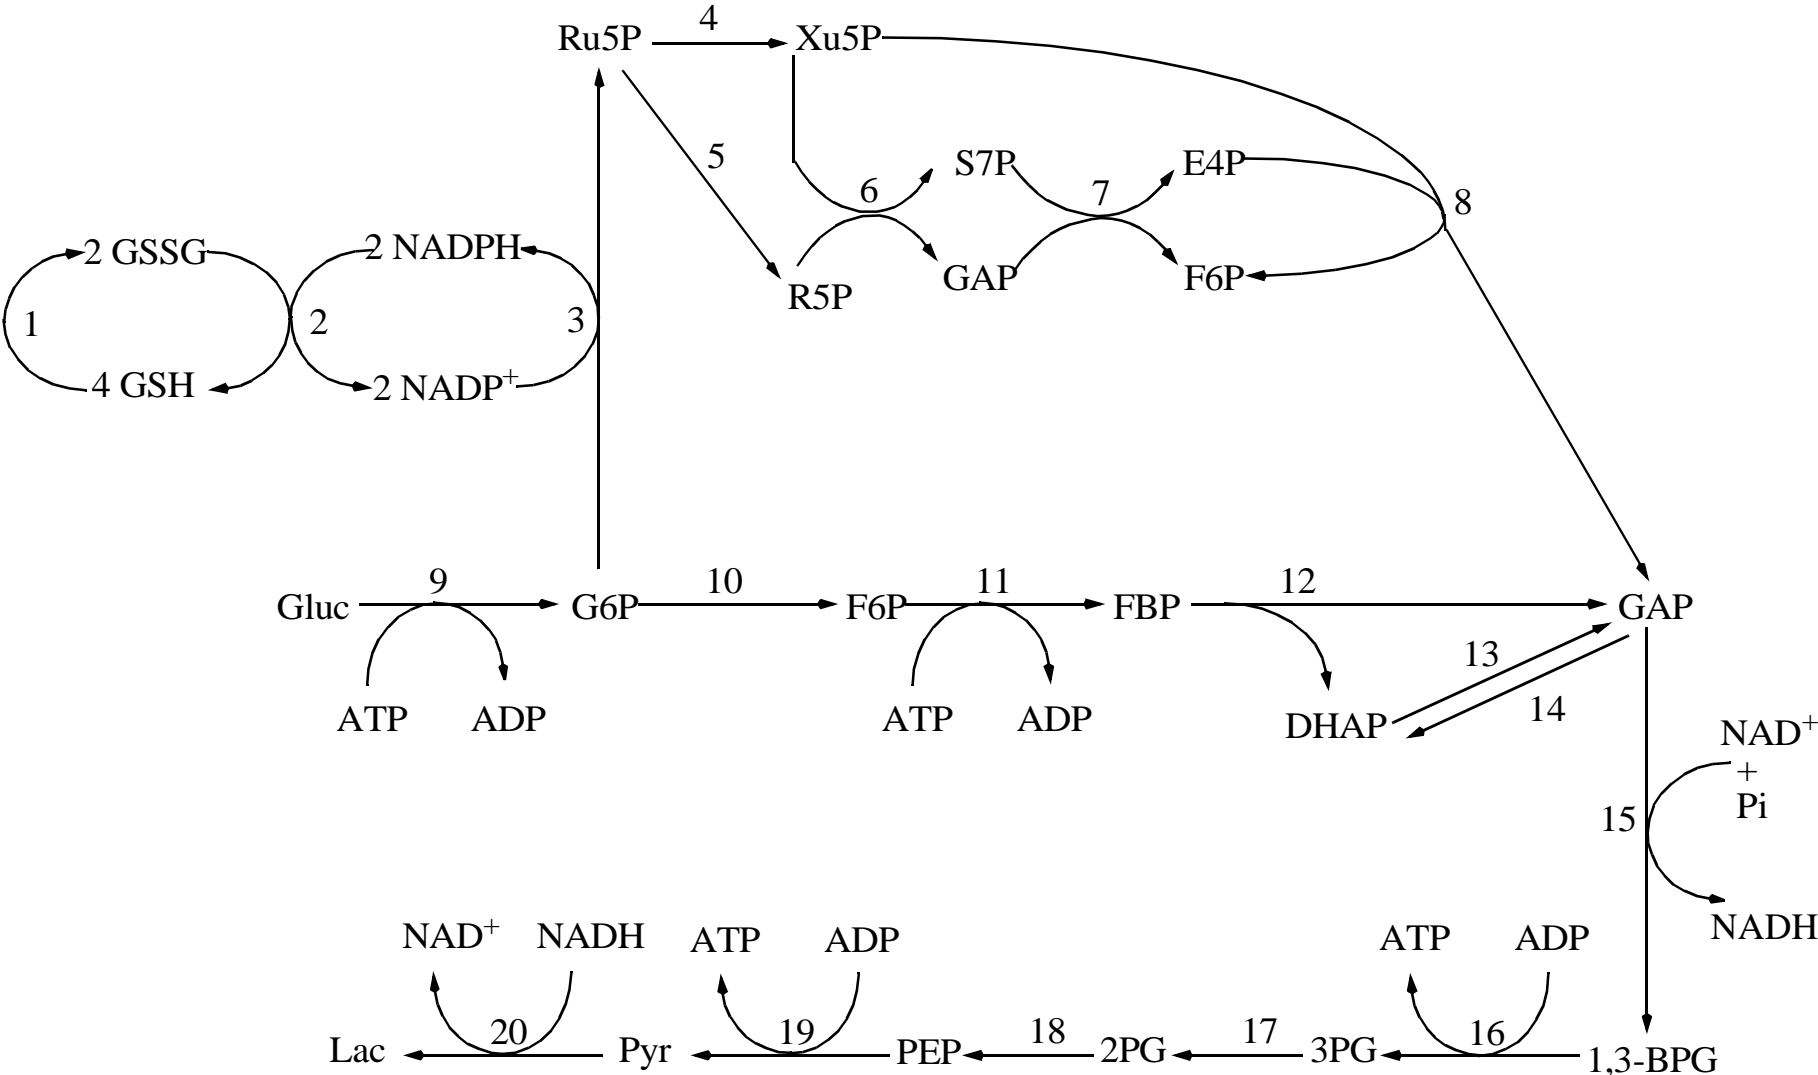 4
Ru5P
Xu5P
5
S7P
E4P
6
7
8
2 GSSG
2 NADPH
GAP
F6P
R5P
1
2
3
4 GSH
2 NADP+
9
10
11
12
Gluc
G6P
F6P
FBP
GAP
13
14
ATP
ADP
ATP
ADP
DHAP
NAD+
+
Pi
15
NAD+
NADH
ATP
ADP
ATP
ADP
NADH
20
19
18
17
16
Lac
Pyr
PEP
2PG
3PG
1,3-BPG